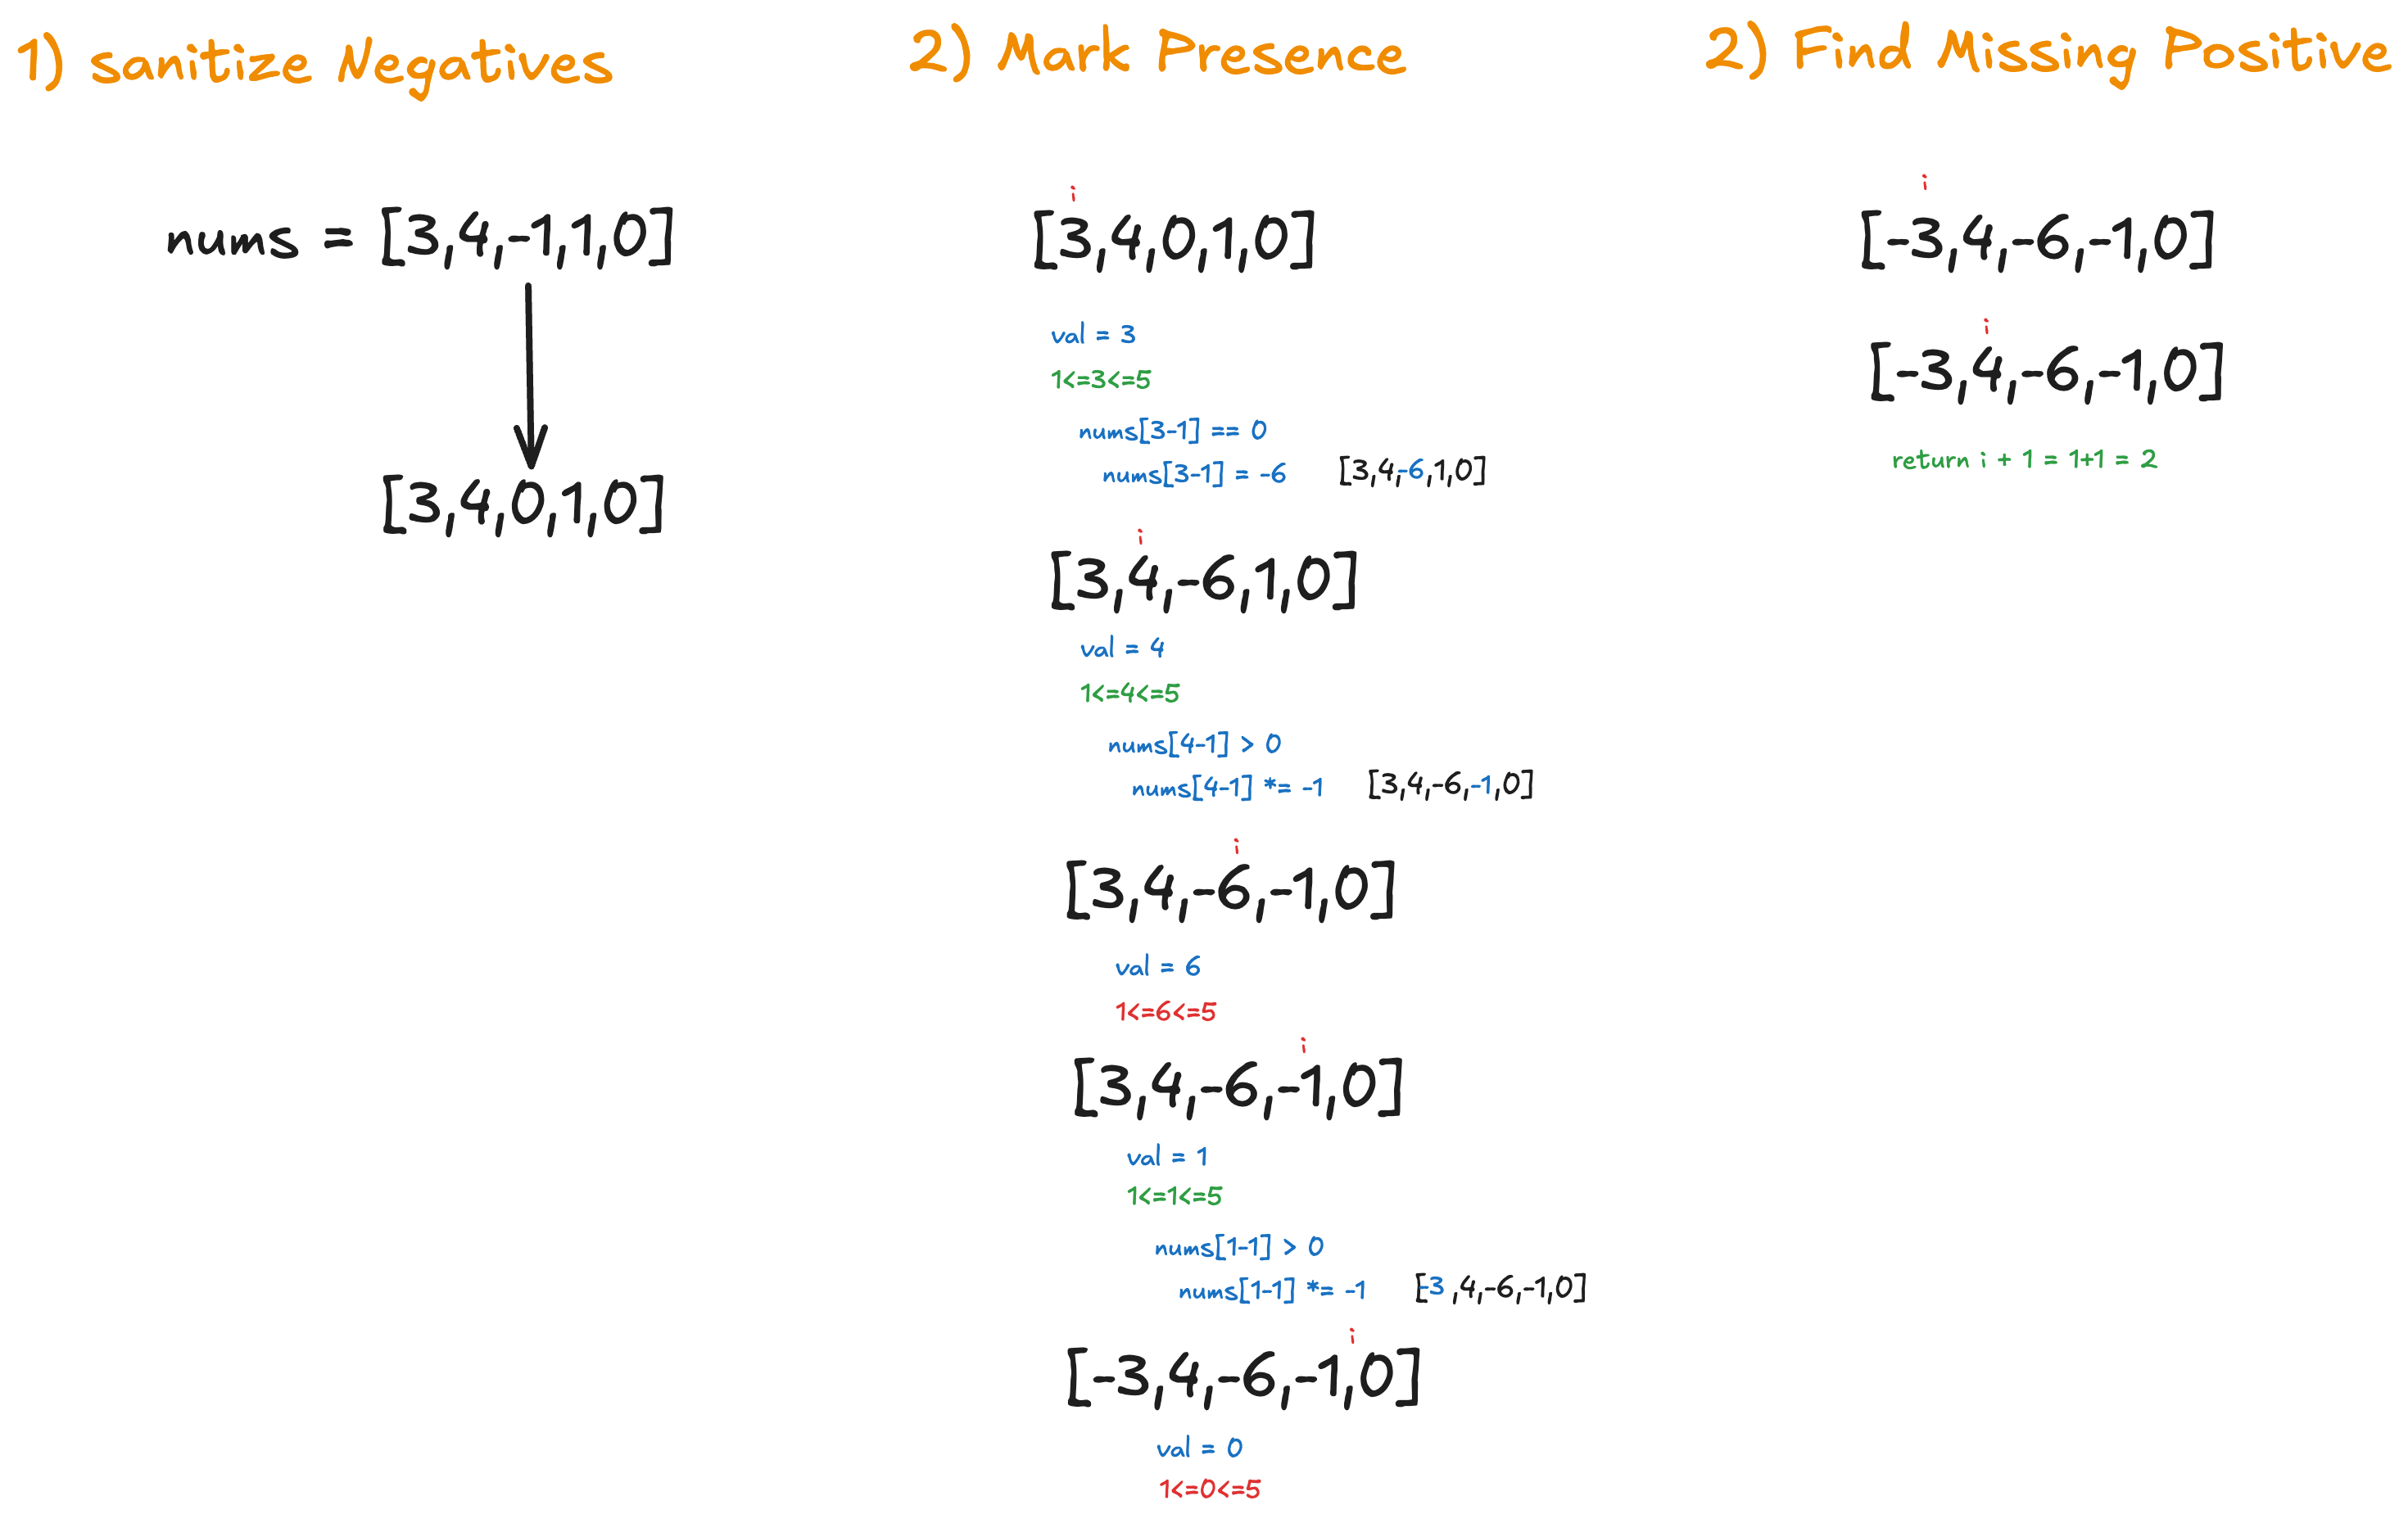 1) santize Negatives
nums = [3,4,-1,1,0]
[3,4,0,1,0]
2) Mark Presence
i
[3,4,0,1,0]
val = 3
1<=3<=5
nums[3-1] == 0
nums[3-1] = -6 [3,4,-6,1,0]
i
[3,4,-6,1,0]
val = 4
1<=4<=5
nums[4-1] > 0
nums[4-1] *= -1 [3,4,-6,-1,0]
i
[3,4,-6,-1,0]
val = 6
1<=6<=5
i
[3,4,-6,-1,0]
val = 1
1<=1<=5
nums[1-1] > 0
nums[1-1] *= -1 [-3 ,4,-6,-1,0]
i
[-3,4,-6,-1,0]
val = 0
1<=0<=5
2) Find Missing Positive
i
[-3,4,-6,-1,0]
i
[-3,4,-6,-1,0]
return i + 1 = 1+1 = 2